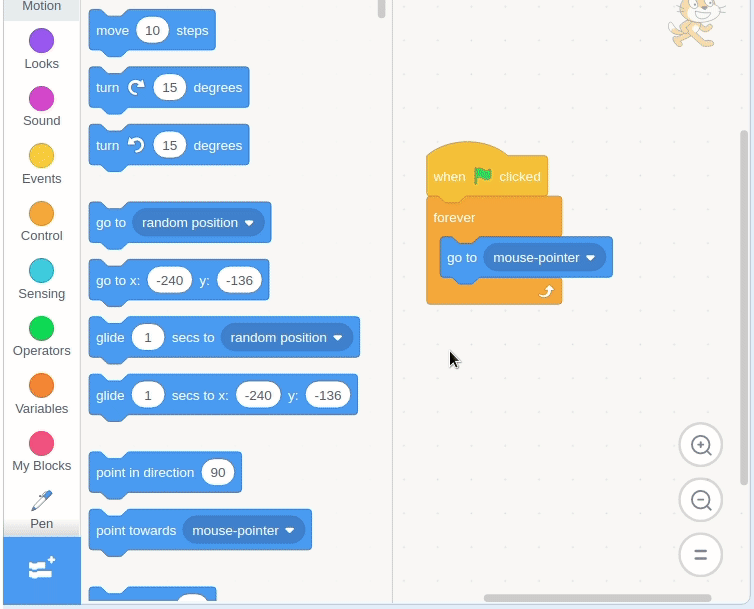 Motion
Looks
Sound
Events
Control
Sensing
Operators
Variables
My Blocks
Pen
move 10 steps
turn 15 degrees
turn 15 degrees
go to random position
go to x: -240 y: -136
glide 1 secs to random position
glide 1 secs to x: -240 y: -136
point in direction 90
point towards mouse-pointer
when clicked
forever
go to mouse-pointer